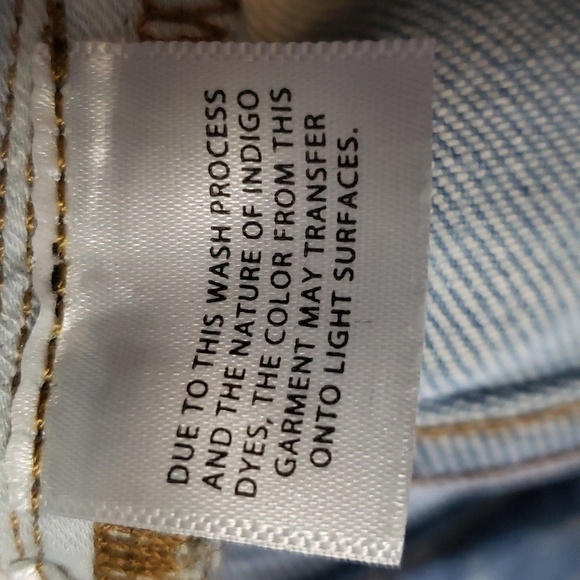 DUE TO THIS WASH PROCESS
AND THE NATURE OF INDIGO
DYES, THE COLOR FROM THIS
GARMENT MAY TRANSFER
ONTO LIGHT SURFACES.